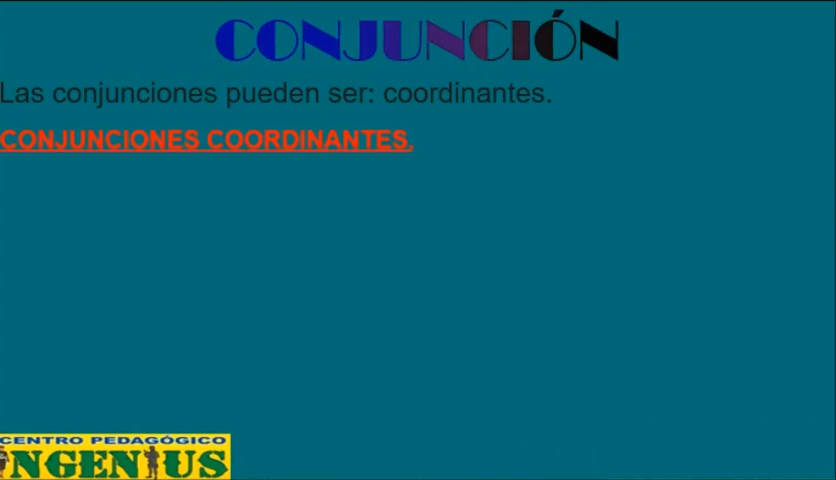 CONJUNCIÓN
Las conjunciones pueden ser: coordinantes.
CONJUNCIONES COORDINANTES.
CENTRO PEDAGÓGICO
INGENIUS